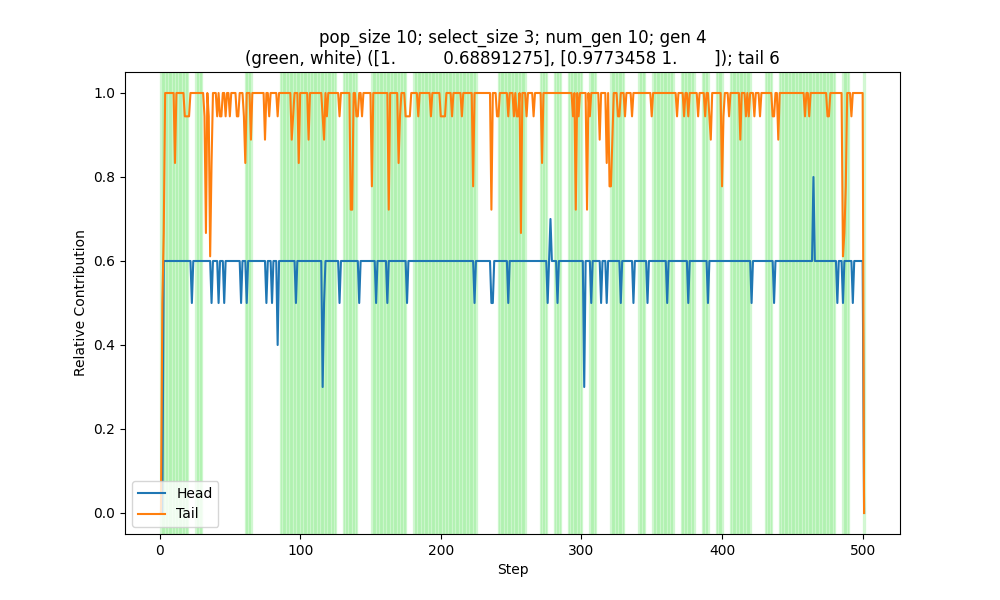 pop_size 10; select_size 3; num_gen 10; gen 4
(green, white) ([1.          0.68891275], [0.9773458 1.        ]); tail 6
1.0
0.8
0.6
0.4
0.2
0.0
Relative Contribution
Head
Tail
0
100
200
300
400
500
Step